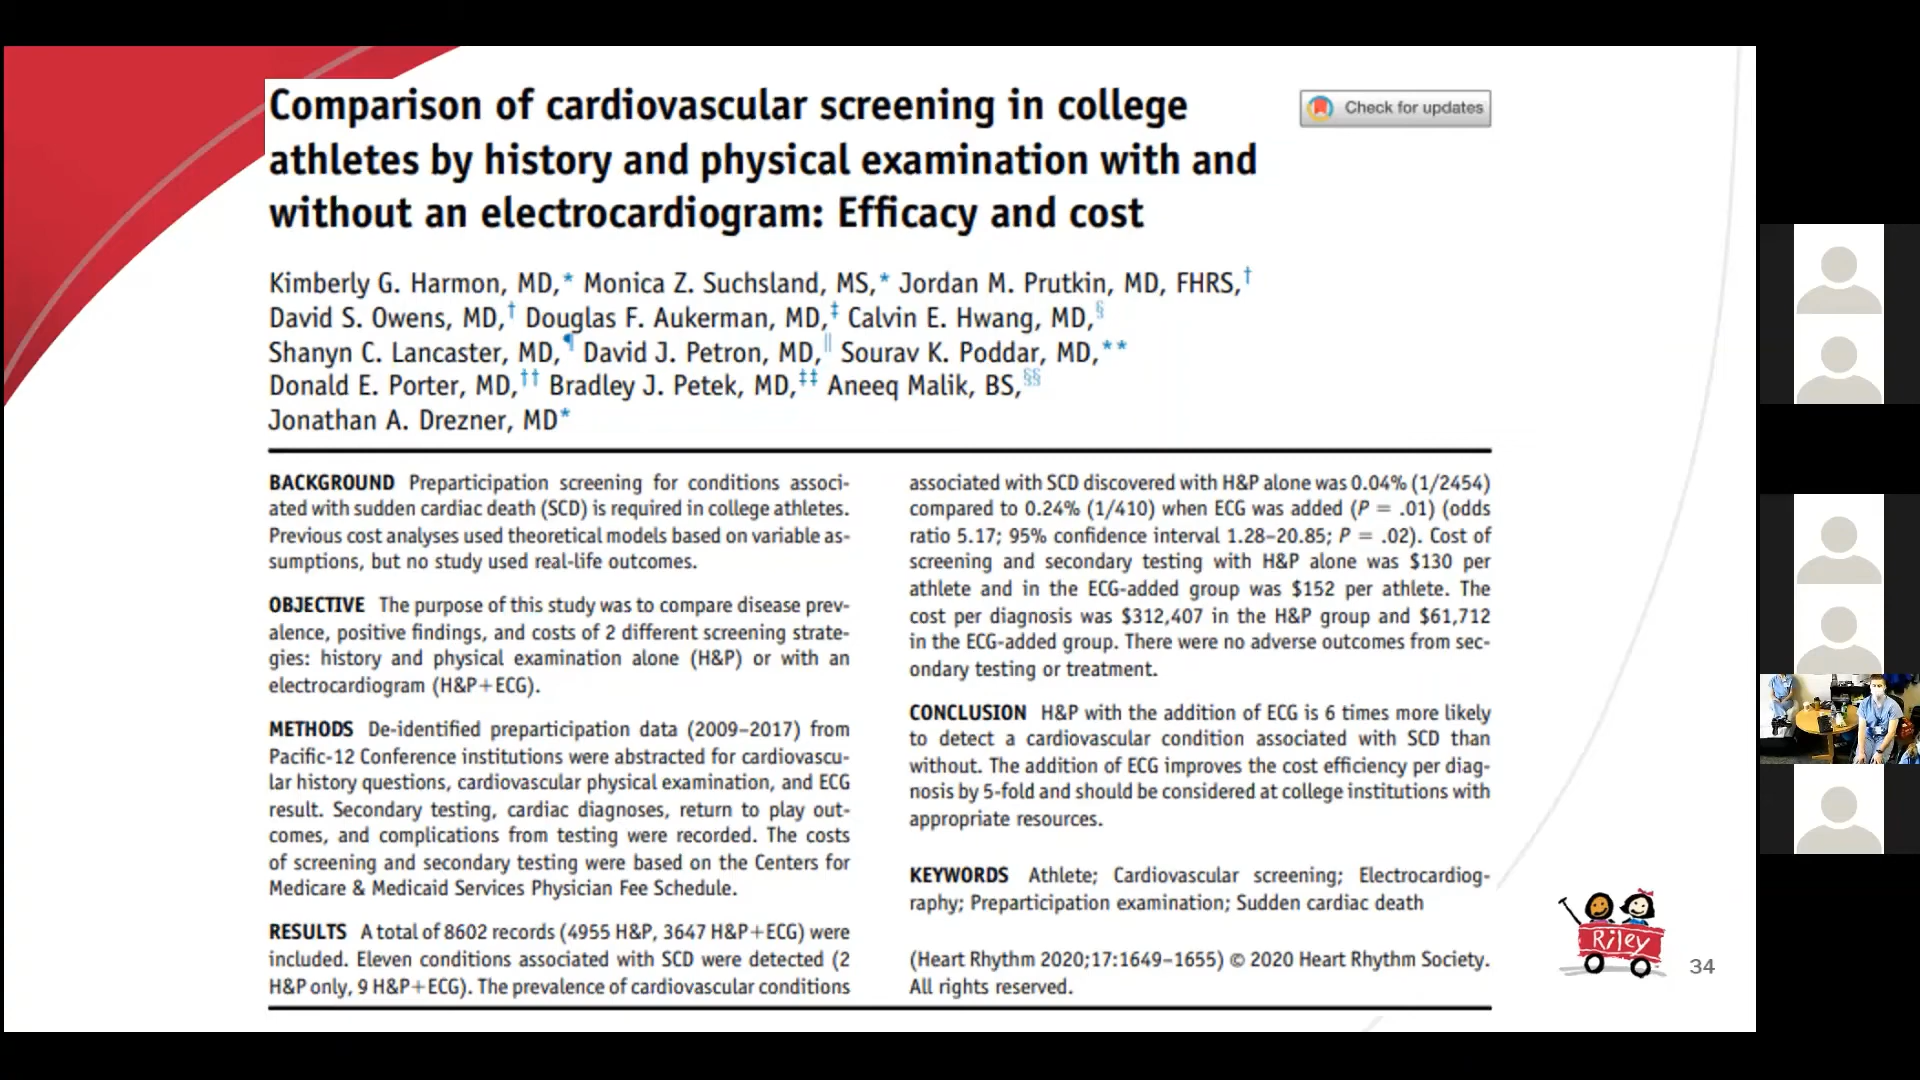 Comparison of cardiovascular screening in college
athletes by history and physical examination with and
without an electrocardiogram: Efficacy and cost
Check for updates
Kimberly G. Harmon, MD,* Monica Z. Suchsland, MS,* Jordan M. Prutkin, MD, FHRS,†
David S. Owens, MD,† Douglas F. Aukerman, MD,‡ Calvin E. Hwang, MD,§
Shanyn C. Lancaster, MD,¶ David J. Petron, MD,‖ Sourav K. Poddar, MD,**
Donald E. Porter, MD,†† Bradley J. Petek, MD,‡‡ Aneeq Malik, BS,§§
Jonathan A. Drezner, MD*
BACKGROUND Preparticipation screening for conditions associ-
ated with sudden cardiac death (SCD) is required in college athletes.
Previous cost analyses used theoretical models based on variable as-
sumptions, but no study used real-life outcomes.
OBJECTIVE The purpose of this study was to compare disease prev-
alence, positive findings, and costs of 2 different screening strate-
gies: history and physical examination alone (H&P) or with an
electrocardiogram (H&P+ECG).
METHODS De-identified preparticipation data (2009–2017) from
Pacific-12 Conference institutions were abstracted for cardiovascu-
lar history questions, cardiovascular physical examination, and ECG
result. Secondary testing, cardiac diagnoses, return to play out-
comes, and complications from testing were recorded. The costs
of screening and secondary testing were based on the Centers for
Medicare & Medicaid Services Physician Fee Schedule.
RESULTS A total of 8602 records (4955 H&P, 3647 H&P+ECG) were
included. Eleven conditions associated with SCD were detected (2
H&P only, 9 H&P+ECG). The prevalence of cardiovascular conditions
associated with SCD discovered with H&P alone was 0.04% (1/2454)
compared to 0.24% (1/410) when ECG was added (P = .01) (odds
ratio 5.17; 95% confidence interval 1.28–20.85; P = .02). Cost of
screening and secondary testing with H&P alone was $130 per
athlete and in the ECG-added group was $152 per athlete. The
cost per diagnosis was $312,407 in the H&P group and $61,712
in the ECG-added group. There were no adverse outcomes from sec-
ondary testing or treatment.
CONCLUSION H&P with the addition of ECG is 6 times more likely
to detect a cardiovascular condition associated with SCD than
without. The addition of ECG improves the cost efficiency per diag-
nosis by 5-fold and should be considered at college institutions with
appropriate resources.
KEYWORDS Athlete; Cardiovascular screening; Electrocardiog-
raphy; Preparticipation examination; Sudden cardiac death
(Heart Rhythm 2020;17:1649–1655) © 2020 Heart Rhythm Society.
All rights reserved.
Riley
34